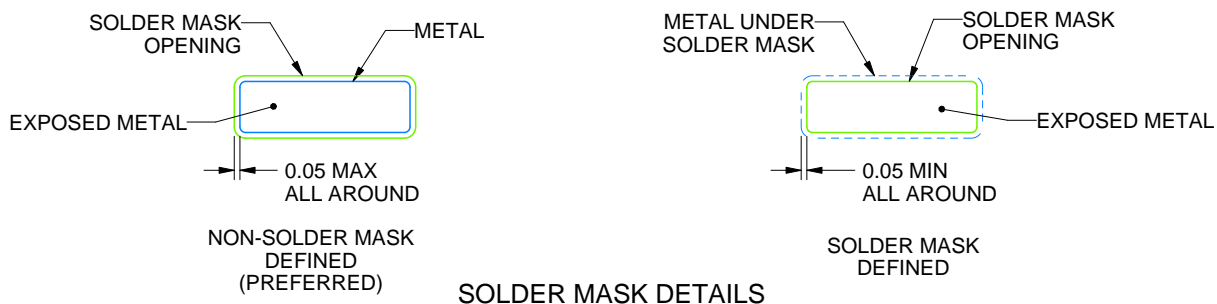 SOLDER MASK
OPENING
METAL
EXPOSED METAL
0.05 MAX
ALL AROUND
NON-SOLDER MASK
DEFINED
(PREFERRED)
METAL UNDER
SOLDER MASK
SOLDER MASK
OPENING
EXPOSED METAL
0.05 MIN
ALL AROUND
SOLDER MASK
DEFINED
SOLDER MASK DETAILS